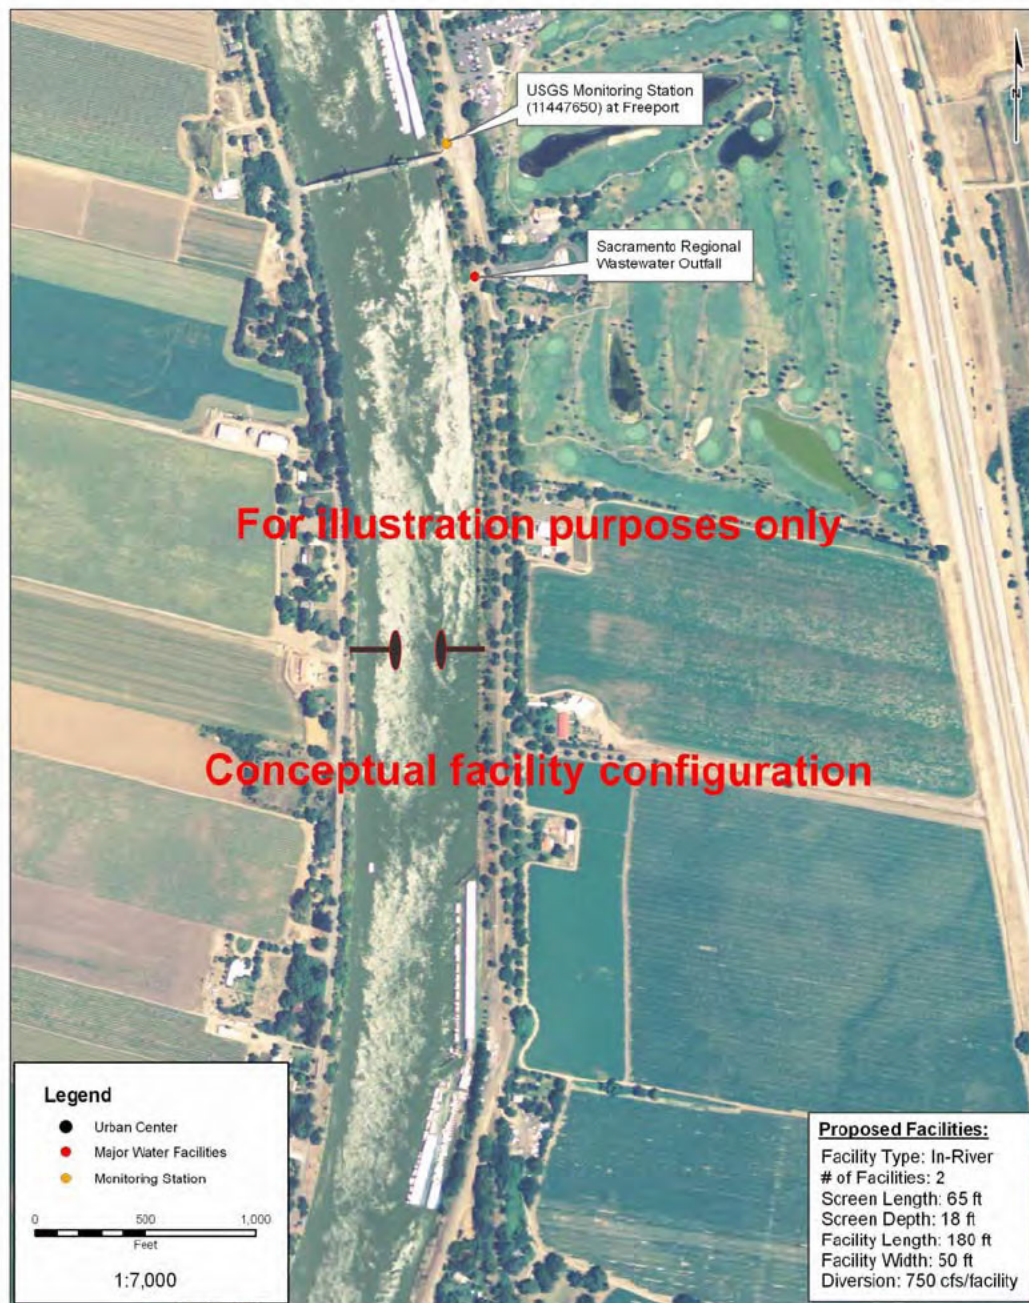 USGS Monitoring Station
(11447650) at Freeport
N
Sacramento Regional
Wastewater Outfall
For Illustration purposes only
Conceptual facility configuration
Legend
Urban Center
Major Water Facilities
Monitoring Station
0 500 1,000
Feet
1:7,000
Proposed Facilities:
Facility Type: In-River
# of Facilities: 2
Screen Length: 65 ft
Screen Depth: 18 ft
Facility Length: 180 ft
Facility Width: 50 ft
Diversion: 750 cfs/facility